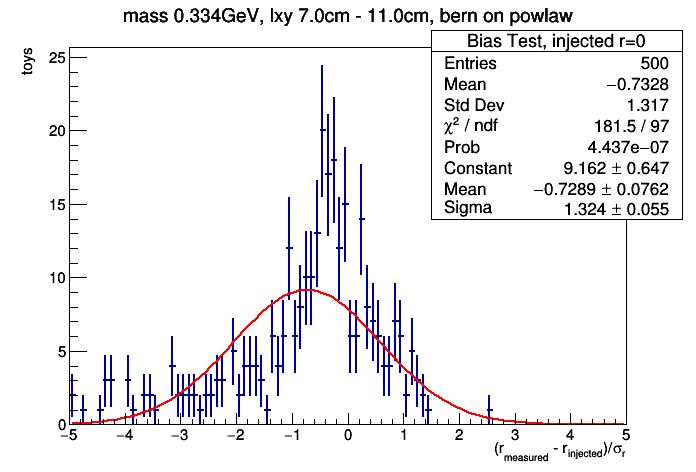 mass 0.334GeV, lxy 7.0cm - 11.0cm, bern on powlaw
Bias Test, injected r=0
Entries 500
Mean −0.7328
Std Dev 1.317
χ² / ndf 181.5 / 97
Prob 4.437e−07
Constant 9.162 ± 0.647
Mean −0.7289 ± 0.0762
Sigma 1.324 ± 0.055
toys
25
20
15
10
5
0
−5 −4 −3 −2 −1 0 1 2 3 4 5
(r_measured - r_injected)/σ_r